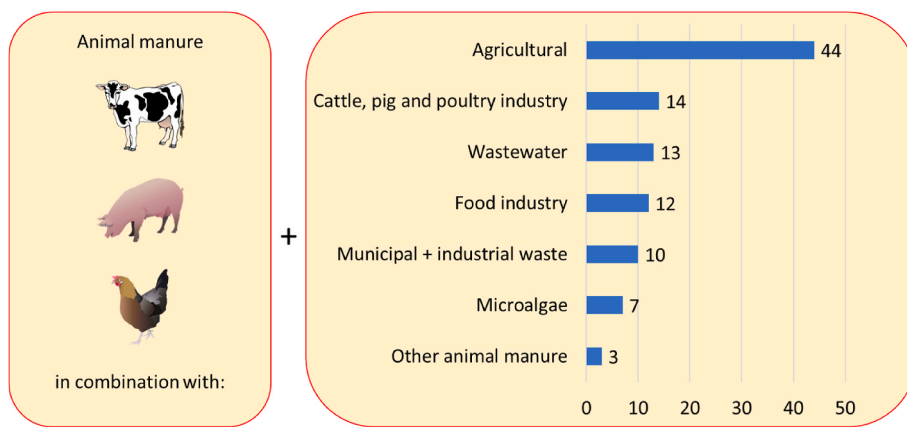 Animal manure
in combination with:
+
Agricultural 44
Cattle, pig and poultry industry 14
Wastewater 13
Food industry 12
Municipal + industrial waste 10
Microalgae 7
Other animal manure 3
0 10 20 30 40 50